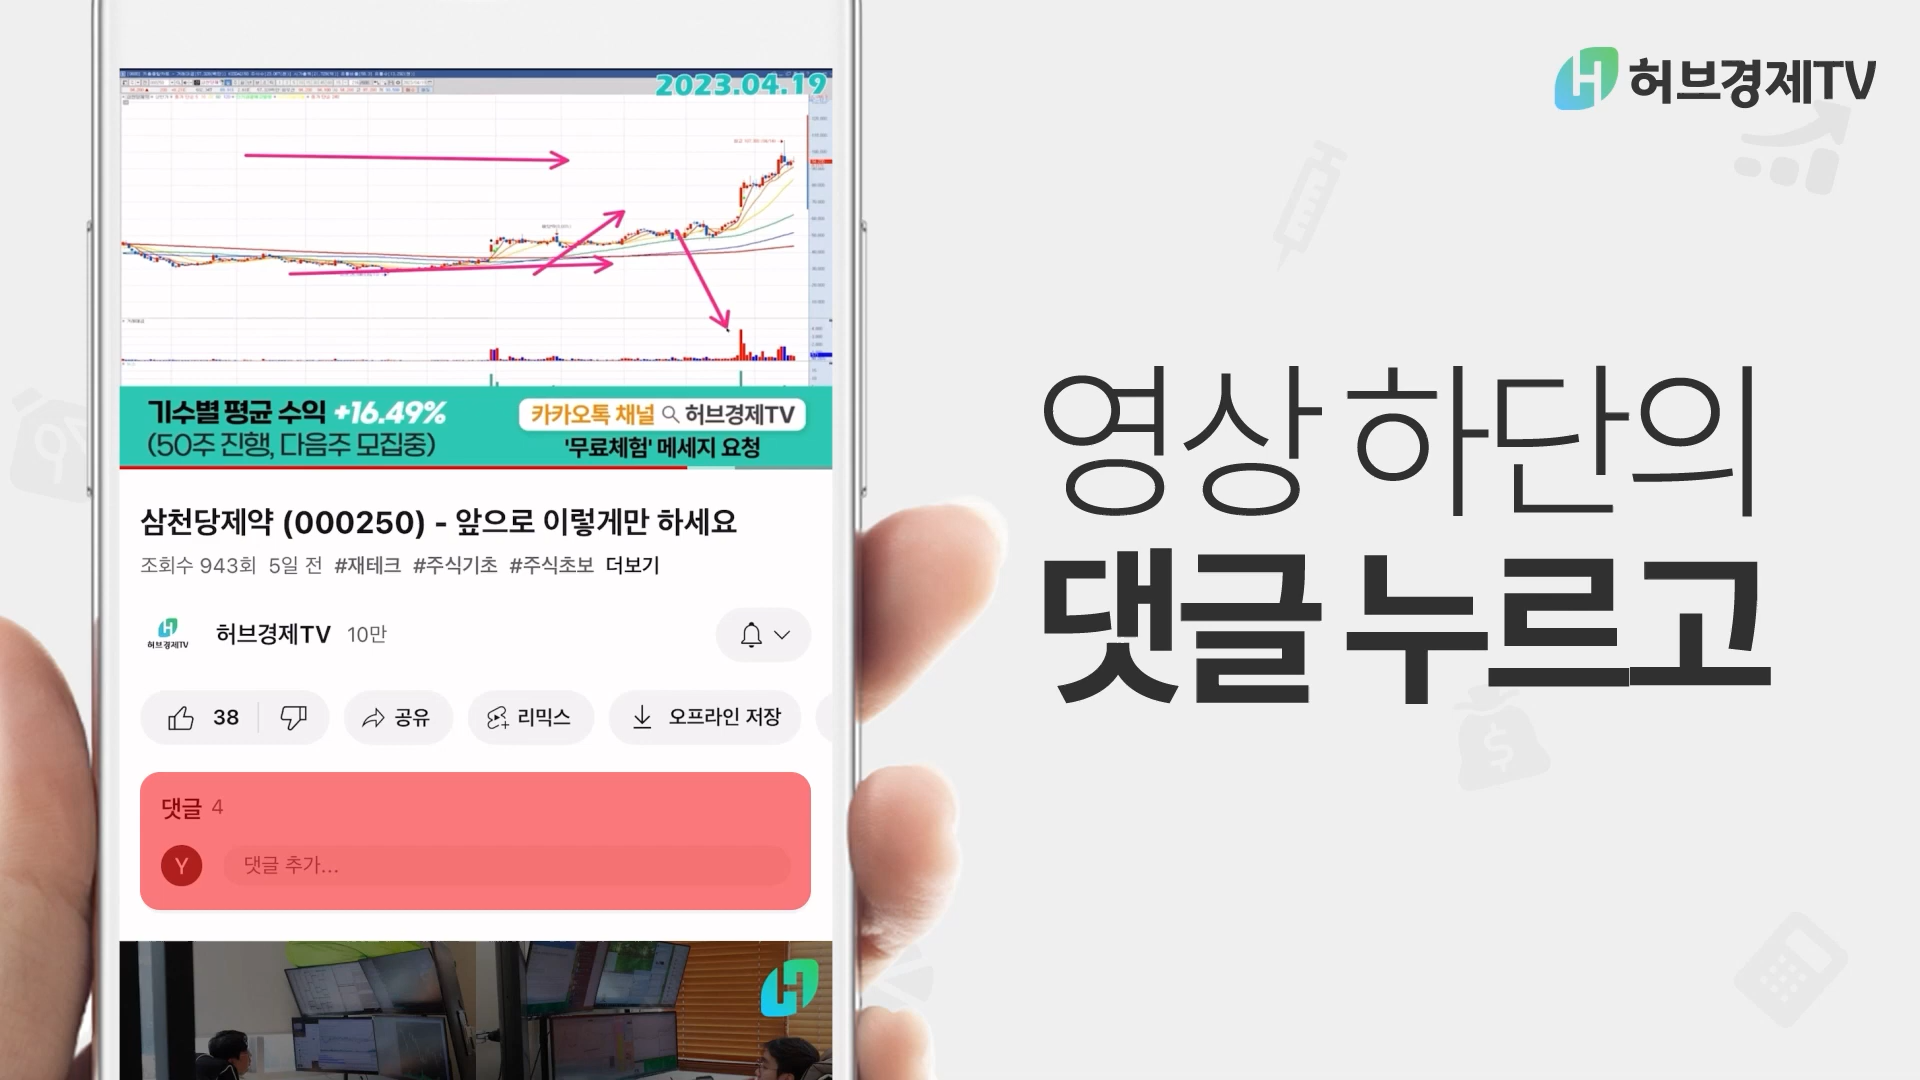 2023.04.19
허브경제TV
기수별 평균 수익 +16.49%
(50주 진행, 다음주 모집중)
카카오톡 채널 허브경제TV
'무료체험' 메세지 요청
삼천당제약 (000250) - 앞으로 이렇게만 하세요
조회수 943회 5일 전 #재테크 #주식기초 #주식초보 더보기
허브경제TV
허브경제TV 10만
38 공유 리믹스 오프라인 저장
댓글 4
Y 댓글 추가...
영상 하단의
댓글 누르고